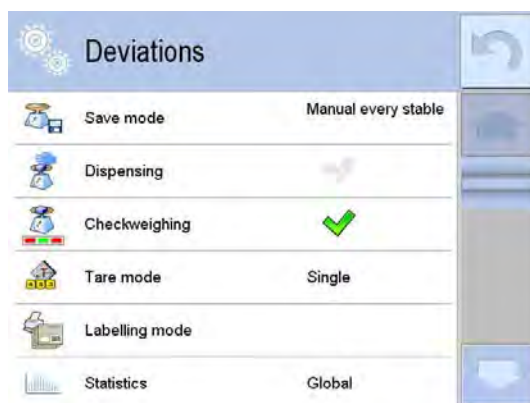 Deviations
Save mode Manual every stable
Dispensing
Checkweighing
Tare mode Single
Labelling mode
Statistics Global